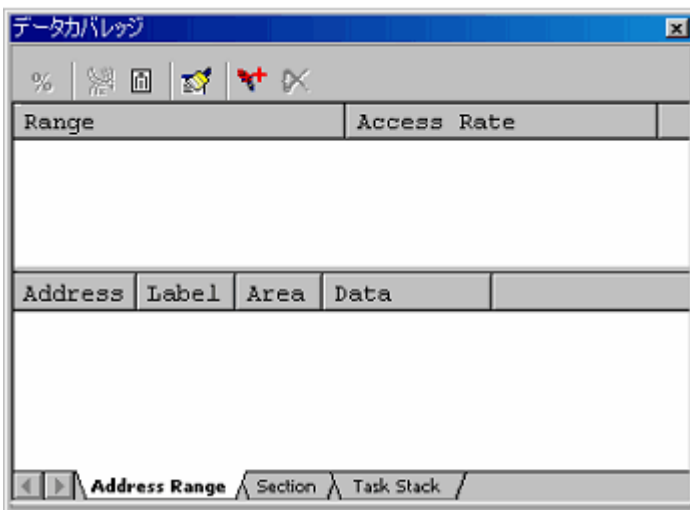 データカバレッジ
%
Range Access Rate
Address Label Area Data
Address Range Section Task Stack